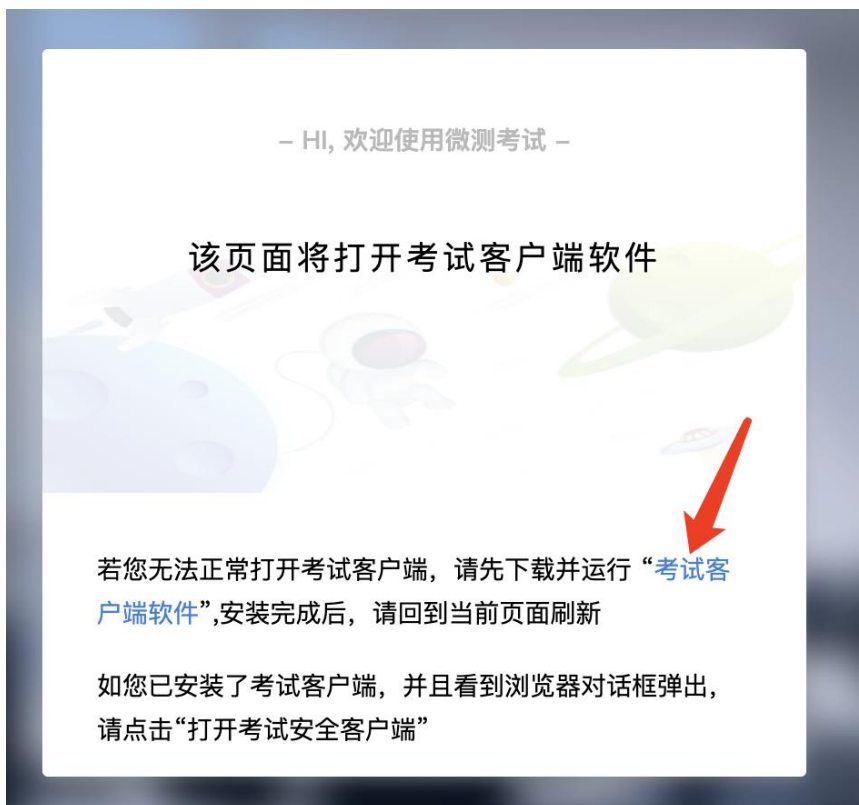 – HI, 欢迎使用微测考试 –
该页面将打开考试客户端软件
若您无法正常打开考试客户端，请先下载并运行 “考试客
户端软件”,安装完成后，请回到当前页面刷新
如您已安装了考试客户端，并且看到浏览器对话框弹出，
请点击“打开考试安全客户端”